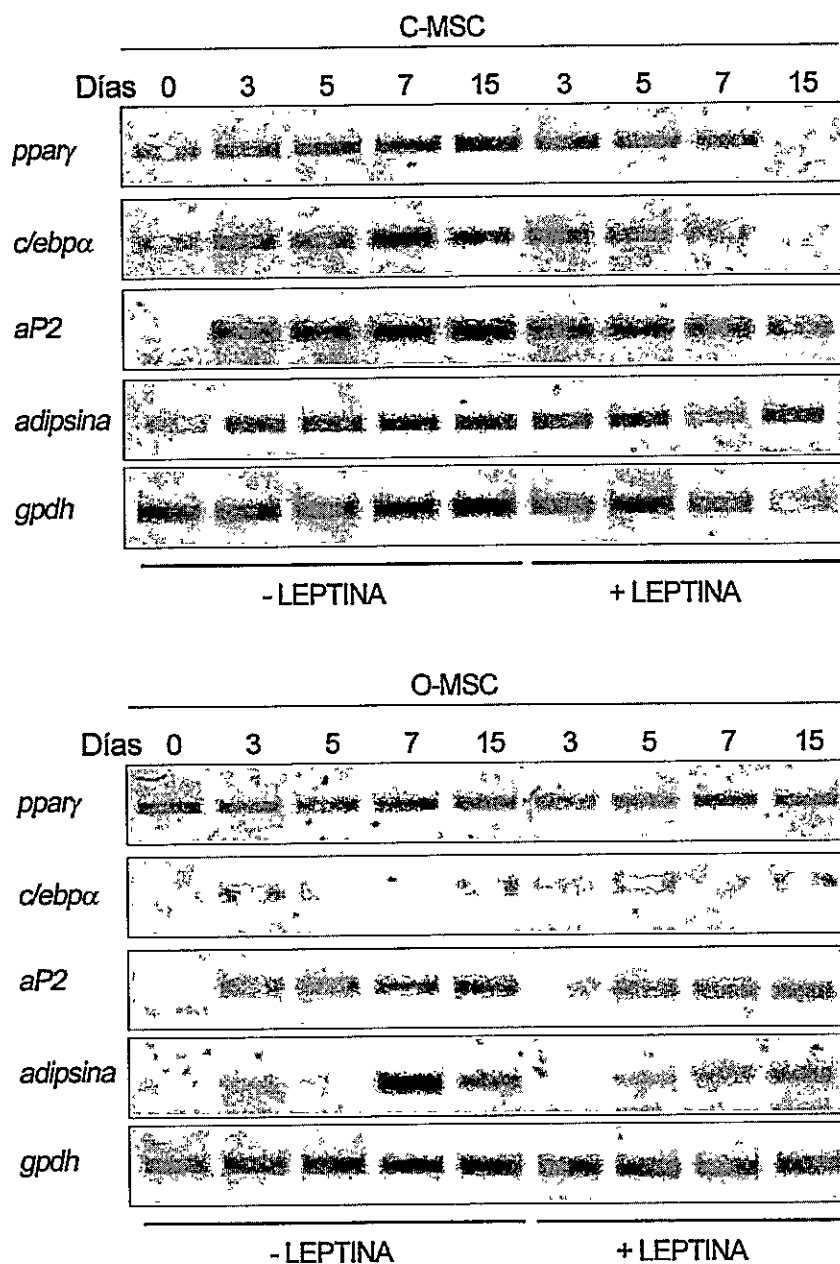 C-MSC
Días 0 3 5 7 15 3 5 7 15
pparγ
c/ebpα
aP2
adipsina
gpdh
- LEPTINA + LEPTINA
O-MSC
Días 0 3 5 7 15 3 5 7 15
pparγ
c/ebpα
aP2
adipsina
gpdh
- LEPTINA + LEPTINA